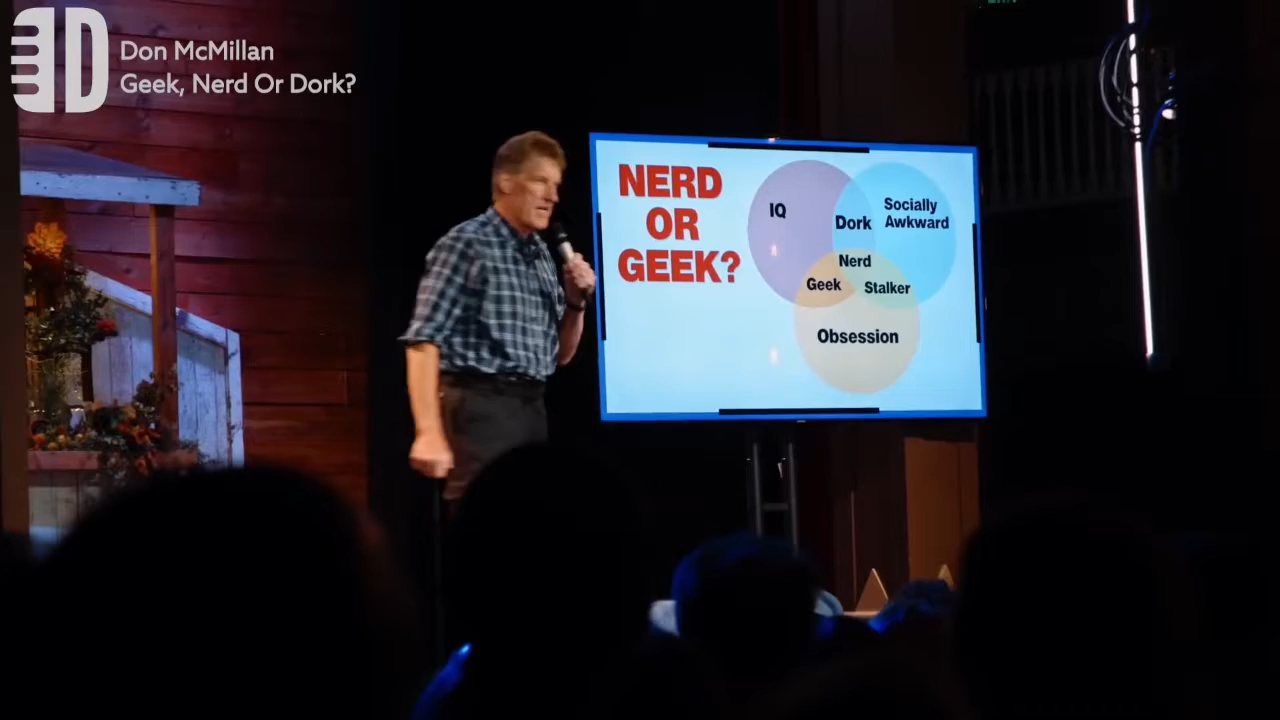 Don McMillan
Geek, Nerd Or Dork?
NERD
OR
GEEK?
IQ
Dork
Socially
Awkward
Nerd
Geek
Stalker
Obsession